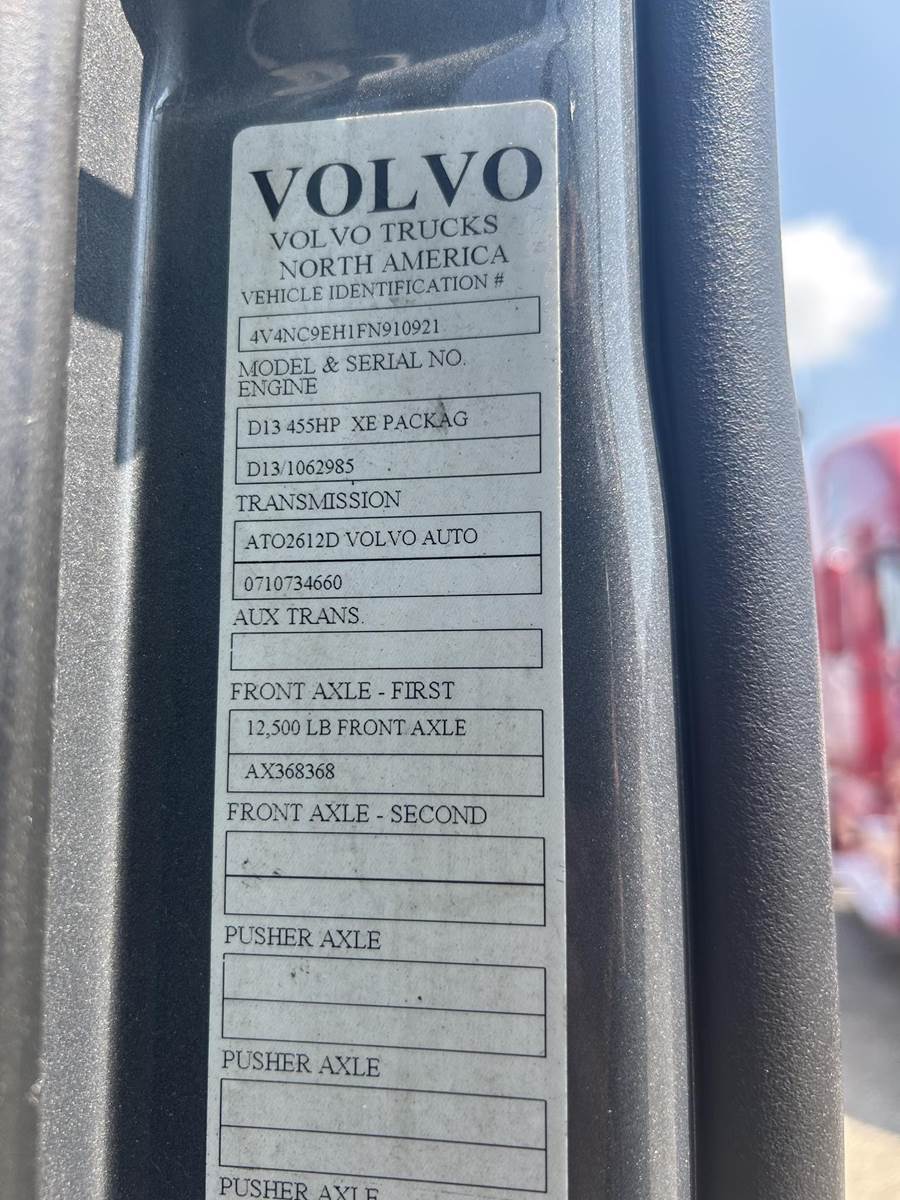 VOLVO
VOLVO TRUCKS
NORTH AMERICA
VEHICLE IDENTIFICATION #
4V4NC9EH1FN910921
MODEL & SERIAL NO.
ENGINE
D13 455HP XE PACKAG
D13/1062985
TRANSMISSION
ATO2612D VOLVO AUTO
0710734660
AUX TRANS.
FRONT AXLE - FIRST
12,500 LB FRONT AXLE
AX368368
FRONT AXLE - SECOND
PUSHER AXLE
PUSHER AXLE
PUSHER AXLE